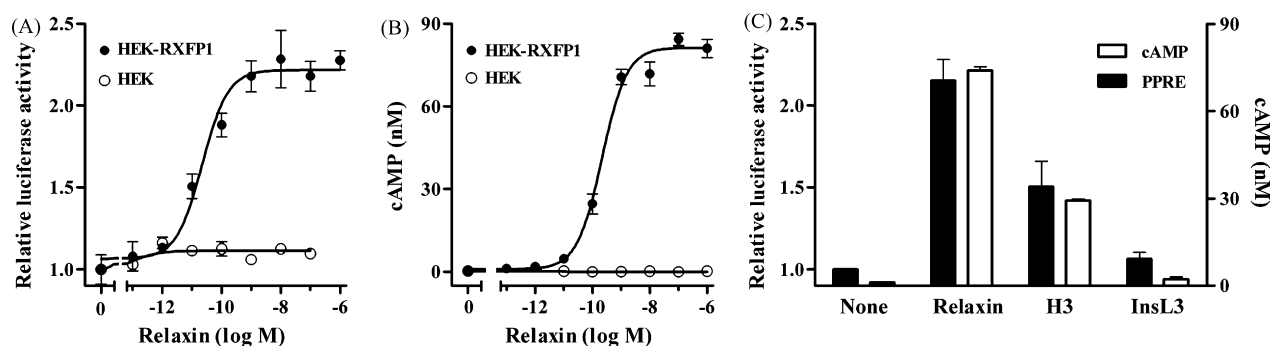 (A)
Relative luciferase activity
2.5
2.0
1.5
1.0
HEK-RXFP1
HEK
0
-12
-10
-8
-6
Relaxin (log M)
(B)
cAMP (nM)
90
60
30
0
HEK-RXFP1
HEK
0
-12
-10
-8
-6
Relaxin (log M)
(C)
Relative luciferase activity
2.5
2.0
1.5
1.0
cAMP
PPRE
None
Relaxin
H3
InsL3
90
60
30
0
cAMP (nM)